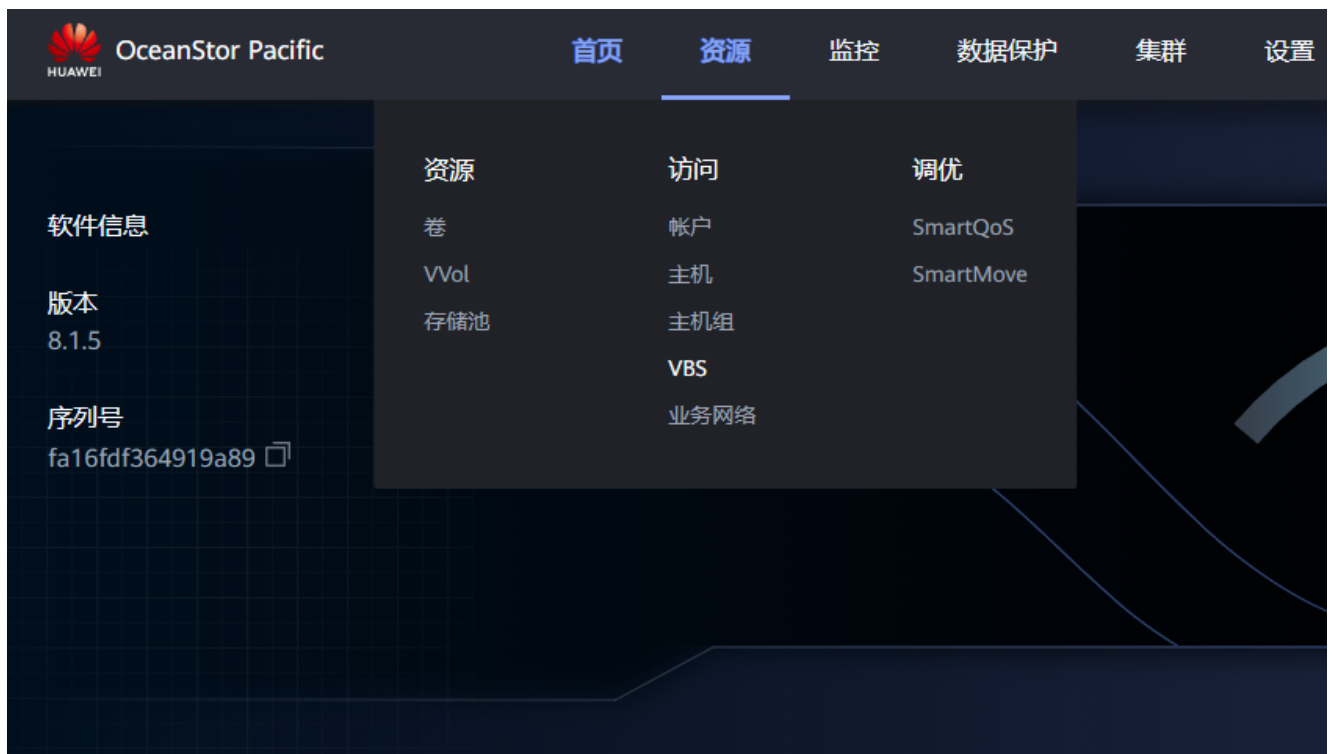 HUAWEI
OceanStor Pacific
首页 资源 监控 数据保护 集群 设置
资源
卷
VVol
存储池
访问
帐户
主机
主机组
VBS
业务网络
调优
SmartQoS
SmartMove
软件信息
版本
8.1.5
序列号
fa16fdf364919a89